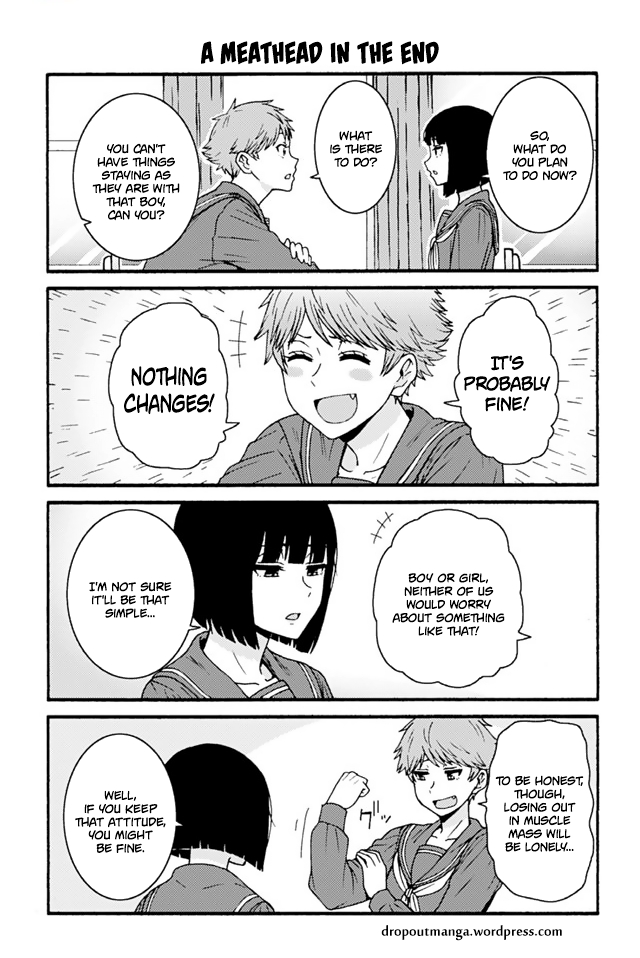 A MEATHEAD IN THE END
SO,
WHAT DO
YOU PLAN
TO DO NOW?
WHAT
IS THERE
TO DO?
YOU CAN'T
HAVE THINGS
STAYING AS
THEY ARE WITH
THAT BOY,
CAN YOU?
IT'S
PROBABLY
FINE!
NOTHING
CHANGES!
BOY OR GIRL,
NEITHER OF US
WOULD WORRY
ABOUT SOMETHING
LIKE THAT!
I'M NOT SURE
IT'LL BE THAT
SIMPLE...
TO BE HONEST,
THOUGH,
LOSING OUT
IN MUSCLE
MASS WILL
BE LONELY...
グッ
WELL,
IF YOU KEEP
THAT ATTITUDE,
YOU MIGHT
BE FINE.
dropoutmanga.wordpress.com